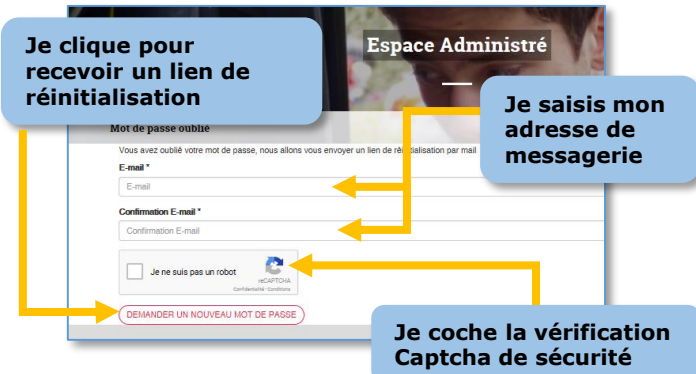 Je clique pour
recevoir un lien de
réinitialisation
Espace Administré
Je saisis mon
adresse de
messagerie
Mot de passe oublié
Vous avez oublié votre mot de passe, nous allons vous envoyer un lien de réinitialisation par mail
E-mail *
E-mail
Confirmation E-mail *
Confirmation E-mail
Je ne suis pas un robot
reCAPTCHA
Confidentialité - Conditions
DEMANDER UN NOUVEAU MOT DE PASSE
Je coche la vérification
Captcha de sécurité